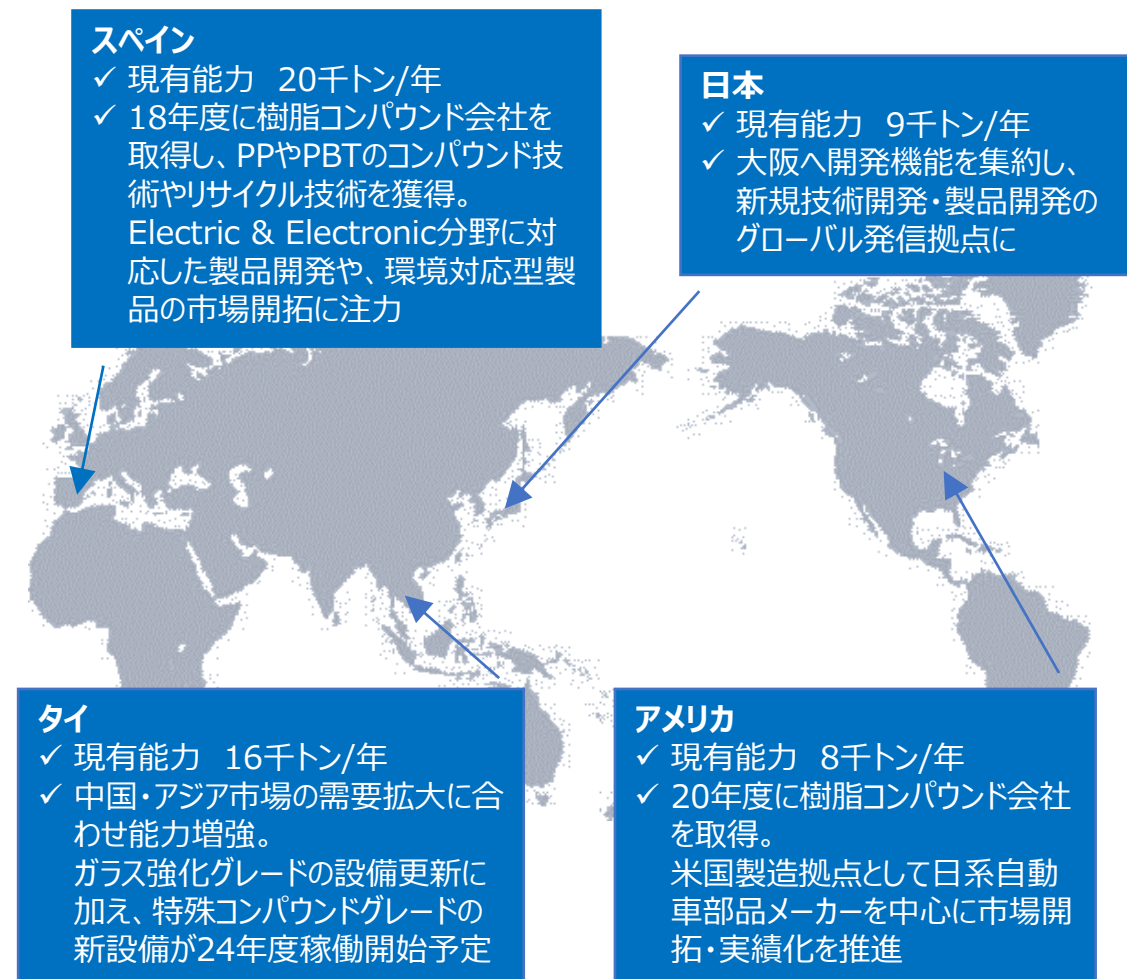 スペイン
✓ 現有能力 20千トン/年
✓ 18年度に樹脂コンパウンド会社を
取得し、PPやPBTのコンパウンド技
術やリサイクル技術を獲得。
Electric & Electronic分野に対
応した製品開発や、環境対応型製
品の市場開拓に注力
日本
✓ 現有能力 9千トン/年
✓ 大阪へ開発機能を集約し、
新規技術開発・製品開発の
グローバル発信拠点に
タイ
✓ 現有能力 16千トン/年
✓ 中国・アジア市場の需要拡大に合
わせ能力増強。
ガラス強化グレードの設備更新に
加え、特殊コンパウンドグレードの
新設備が24年度稼働開始予定
アメリカ
✓ 現有能力 8千トン/年
✓ 20年度に樹脂コンパウンド会社
を取得。
米国製造拠点として日系自動
車部品メーカーを中心に市場開
拓・実績化を推進